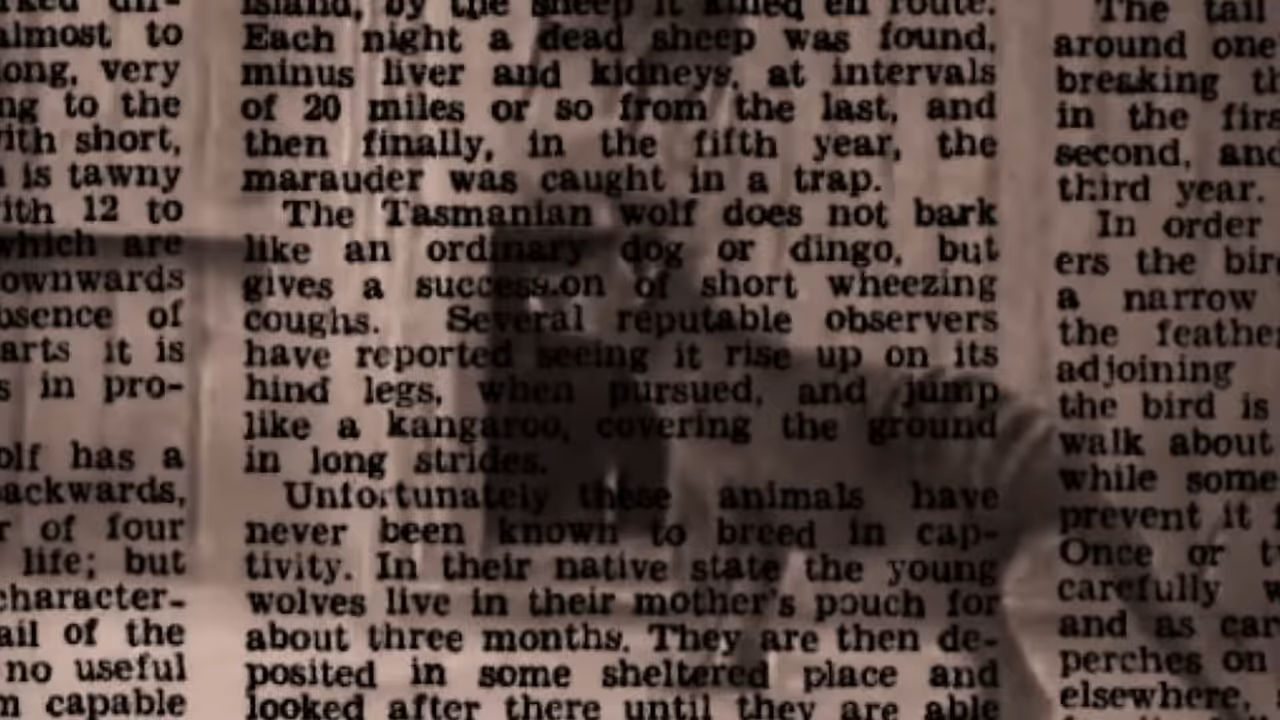 almost to
long, very
ng to the
with short,
is tawny
with 12 to
which are
downwards
absence of
arts it is
s in pro-
olf has a
backwards,
r of four
life; but
character-
ail of the
no useful
m capable
island, by the sheep it killed en route.
Each night a dead sheep was found,
minus liver and kidneys, at intervals
of 20 miles or so from the last, and
then finally, in the fifth year, the
marauder was caught in a trap.
The Tasmanian wolf does not bark
like an ordinary dog or dingo, but
gives a success.on of short wheezing
coughs. Several reputable observers
have reported seeing it rise up on its
hind legs, when pursued, and jump
like a kangaroo, covering the ground
in long strides.
Unfortunately these animals have
never been known to breed in cap-
tivity. In their native state the young
wolves live in their mother's pouch for
about three months. They are then de-
posited in some sheltered place and
looked after there until they are able
The tail
around one
breaking th
in the firs
second, and
third year.
In order
ers the bird
a narrow
the feather
adjoining
the bird is
walk about
while some
prevent it
Once or t
carefully w
and as car
perches on
elsewhere,